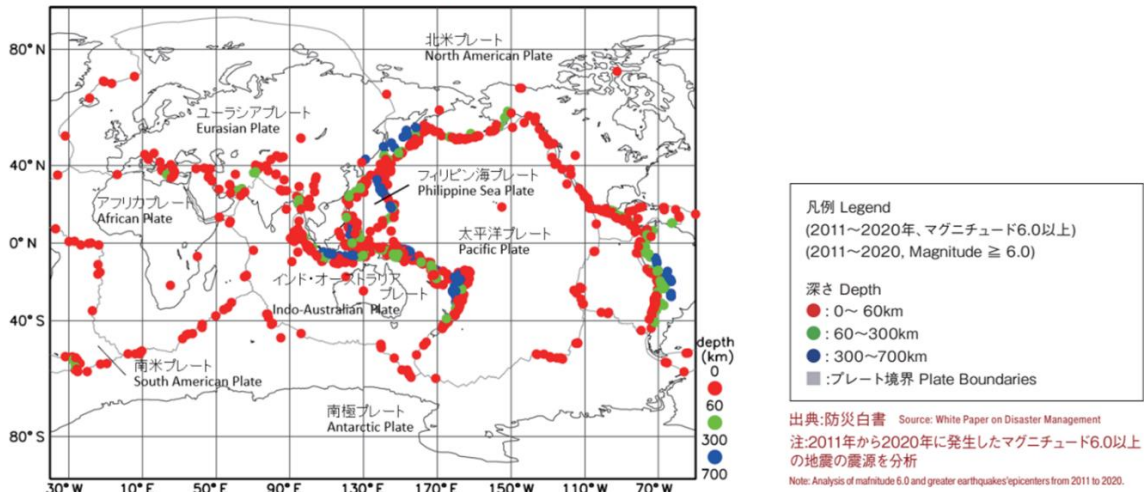 80° N
40° N
0° N
40° S
80° S
30° W
10° E
50° E
90° E
130° E
170° E
150° W
110° W
70° W
北米プレート
North American Plate
ユーラシアプレート
Eurasian Plate
フィリピン海プレート
Philippine Sea Plate
アフリカプレート
African Plate
太平洋プレート
Pacific Plate
インド・オーストラリア
プレート
Indo-Australian Plate
南米プレート
South American Plate
南極プレート
Antarctic Plate
depth
(km)
0
60
300
700
凡例 Legend
(2011～2020年、マグニチュード6.0以上)
(2011～2020, Magnitude ≧ 6.0)
深さ Depth
: 0～ 60km
: 60～300km
: 300～700km
:プレート境界 Plate Boundaries
出典:防災白書 Source: White Paper on Disaster Management
注:2011年から2020年に発生したマグニチュード6.0以上
の地震の震源を分析
Note: Analysis of mafnitude 6.0 and greater earthquakes'epicenters from 2011 to 2020.